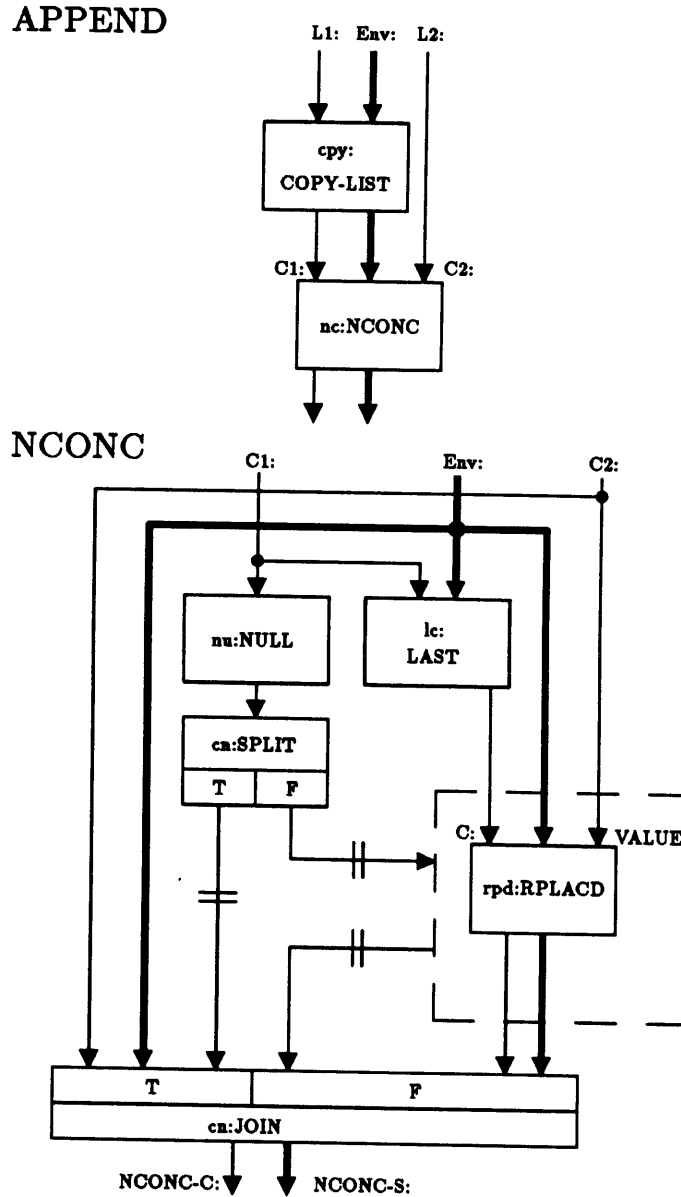 APPEND
L1: Env: L2:
cpy:
COPY-LIST
C1: C2:
nc:NCONC
NCONC
C1: Env: C2:
nu:NULL
lc:
LAST
cn:SPLIT
T F
C: VALUE
rpd:RPLACD
T F
cn:JOIN
NCONC-C: NCONC-S: